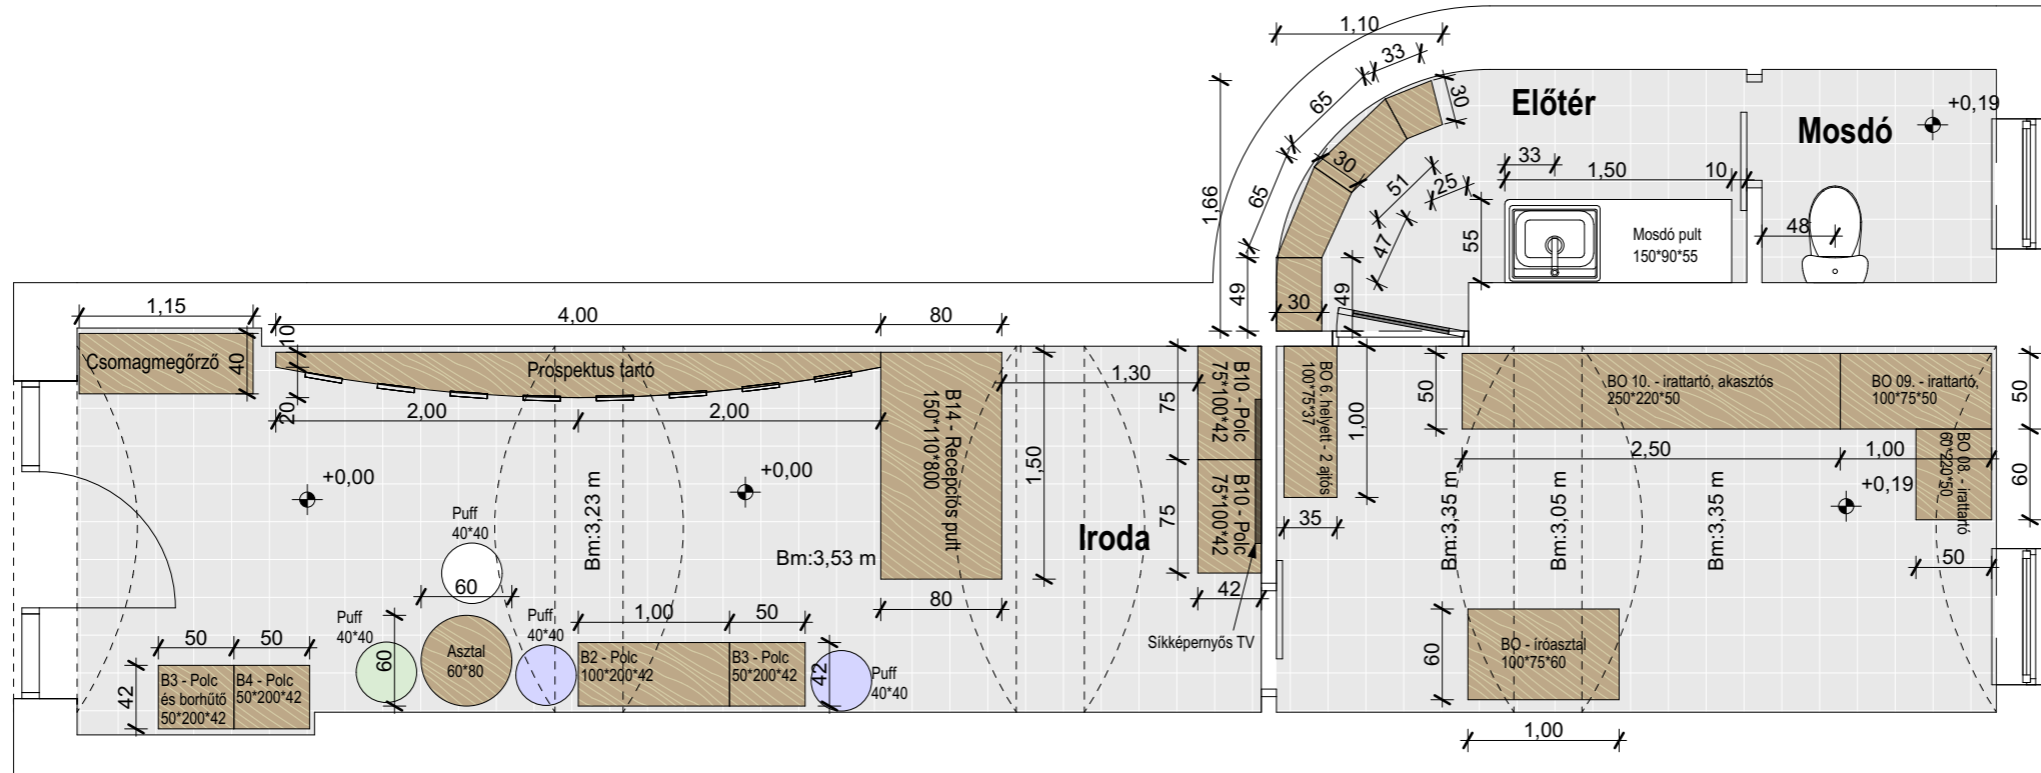 1,10
33
65
30
Előtér
+0,19
Mosdó
30
33
1,50
10
51
25
65
1,66
48
Mosdó pult
150*90*55
55
47
49
49
30
1,15
4,00
80
10
40
Csomagmegőrző
Prospektus tartó
20
2,00
2,00
B14 - Recepciós pult
150*110*800
1,30
1,50
75
75
B10 - Polc
75*100*42
B10 - Polc
75*100*42
BO 6. helyett - 2 ajtós
100*75*37
1,00
35
50
BO 10. - irattartó, akasztós
250*220*50
BO 09. - irattartó,
100*75*50
50
2,50
1,00
BO 08. - irattartó
60*220*50
60
50
+0,00
+0,00
+0,19
Bm:3,23 m
Bm:3,53 m
Iroda
Bm:3,35 m
Bm:3,05 m
Bm:3,35 m
Puff
40*40
60
80
42
Síkképernyős TV
Puff
40*40
60
Asztal
60*80
Puff
40*40
1,00
50
B2 - Polc
100*200*42
B3 - Polc
50*200*42
42
Puff
40*40
50
50
42
B3 - Polc
és borhűtő
50*200*42
B4 - Polc
50*200*42
60
BO - íróasztal
100*75*60
1,00